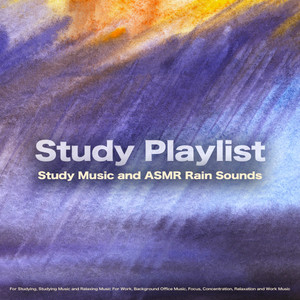 Study Playlist
Study Music and ASMR Rain Sounds
For Studying, Studying Music and Relaxing Music For Work, Background Office Music, Focus, Concentration, Relaxation and Work Music